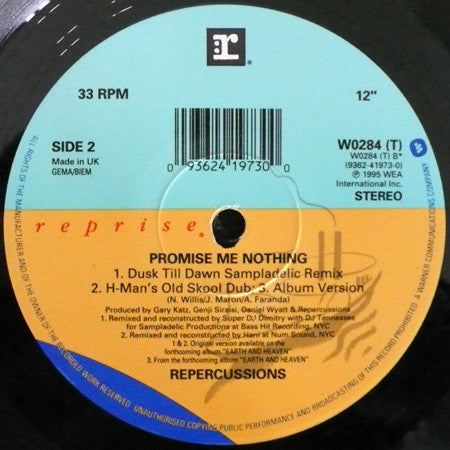 r
33 RPM
12"
SIDE 2
Made in UK
GEMA/BIEM
0 93624 19730 0
W0284 (T)
W0284 (T) B*
(9362-41973-0)
℗ 1995 WEA
International Inc.
STEREO
reprise
PROMISE ME NOTHING
1. Dusk Till Dawn Sampladelic Remix
2. H-Man's Old Skool Dub 3. Album Version
(N. Willis/J. Maron/A. Faranda)
Produced by Gary Katz, Genji Siraisi, Daniel Wyatt & Repercussions
1. Remixed and reconstructed by Super DJ Dimitry with DJ Tennessee
for Sampladelic Productions at Bass Hit Recording, NYC
2. Remixed and reconstructed by Hani at Num Sound, NYC
1 & 2. Original version available on the
forthcoming album "EARTH AND HEAVEN"
3. From the forthcoming album "EARTH AND HEAVEN"
REPERCUSSIONS
ALL RIGHTS OF THE MANUFACTURER AND OF THE OWNER OF THE RECORDED WORK RESERVED UNAUTHORISED COPYING PUBLIC PERFORMANCE AND BROADCASTING OF THIS RECORD PROHIBITED. A WARNER COMMUNICATIONS COMPANY